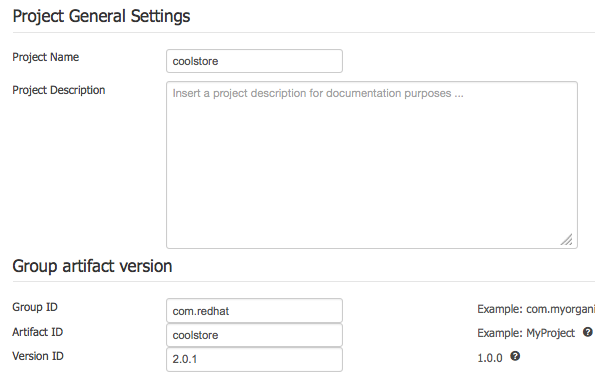 Project General Settings
Project Name coolstore
Project Description Insert a project description for documentation purposes ...
Group artifact version
Group ID com.redhat Example: com.myorgani
Artifact ID coolstore Example: MyProject
Version ID 2.0.1 1.0.0